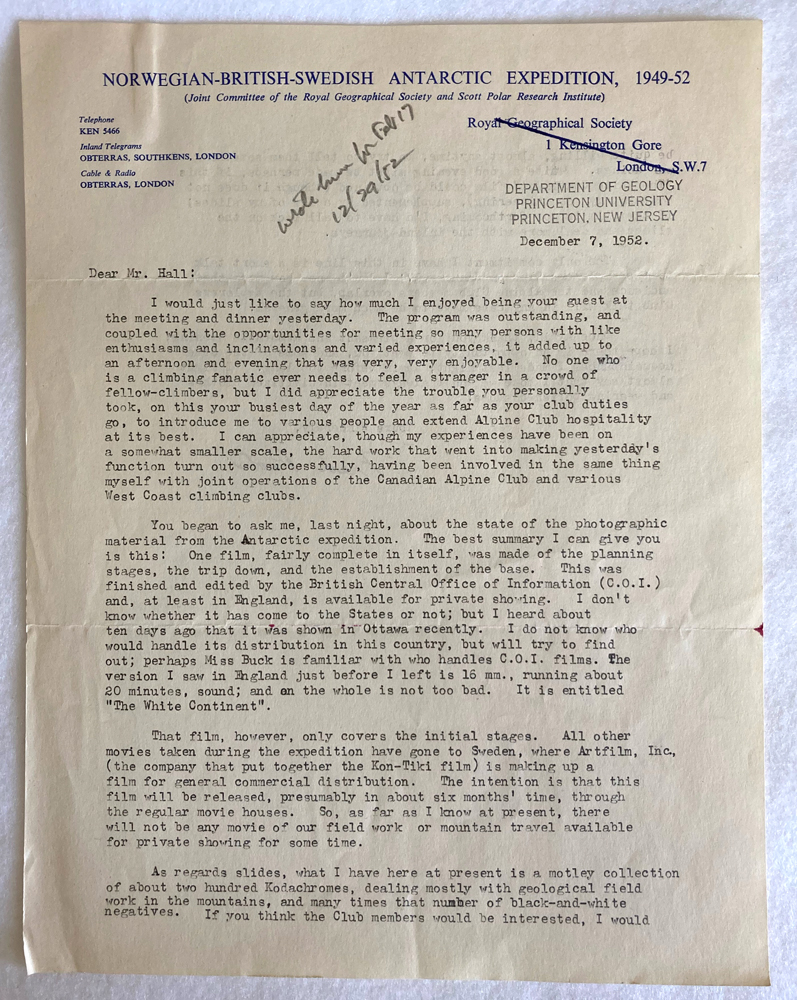 NORWEGIAN-BRITISH-SWEDISH ANTARCTIC EXPEDITION, 1949-52
(Joint Committee of the Royal Geographical Society and Scott Polar Research Institute)
Telephone
KEN 5466
Inland Telegrams
OBTERRAS, SOUTHKENS, LONDON
Cable & Radio
OBTERRAS, LONDON
wrote him for Feb 17
12/29/52
Royal Geographical Society
1 Kensington Gore
London, S.W.7
DEPARTMENT OF GEOLOGY
PRINCETON UNIVERSITY
PRINCETON, NEW JERSEY
December 7, 1952.
Dear Mr. Hall:
I would just like to say how much I enjoyed being your guest at
the meeting and dinner yesterday. The program was outstanding, and
coupled with the opportunities for meeting so many persons with like
enthusiasms and inclinations and varied experiences, it added up to
an afternoon and evening that was very, very enjoyable. No one who
is a climbing fanatic ever needs to feel a stranger in a crowd of
fellow-climbers, but I did appreciate the trouble you personally
took, on this your busiest day of the year as far as your club duties
go, to introduce me to various people and extend Alpine Club hospitality
at its best. I can appreciate, though my experiences have been on
a somewhat smaller scale, the hard work that went into making yesterday's
function turn out so successfully, having been involved in the same thing
myself with joint operations of the Canadian Alpine Club and various
West Coast climbing clubs.
You began to ask me, last night, about the state of the photographic
material from the Antarctic expedition. The best summary I can give you
is this: One film, fairly complete in itself, was made of the planning
stages, the trip down, and the establishment of the base. This was
finished and edited by the British Central Office of Information (C.O.I.)
and, at least in England, is available for private showing. I don't
know whether it has come to the States or not; but I heard about
ten days ago that it was shown in Ottawa recently. I do not know who
would handle its distribution in this country, but will try to find
out; perhaps Miss Buck is familiar with who handles C.O.I. films. The
version I saw in England just before I left is 16 mm., running about
20 minutes, sound; and on the whole is not too bad. It is entitled
"The White Continent".
That film, however, only covers the initial stages. All other
movies taken during the expedition have gone to Sweden, where Artfilm, Inc.,
(the company that put together the Kon-Tiki film) is making up a
film for general commercial distribution. The intention is that this
film will be released, presumably in about six months' time, through
the regular movie houses. So, as far as I know at present, there
will not be any movie of our field work or mountain travel available
for private showing for some time.
As regards slides, what I have here at present is a motley collection
of about two hundred Kodachromes, dealing mostly with geological field
work in the mountains, and many times that number of black-and-white
negatives. If you think the Club members would be interested, I would